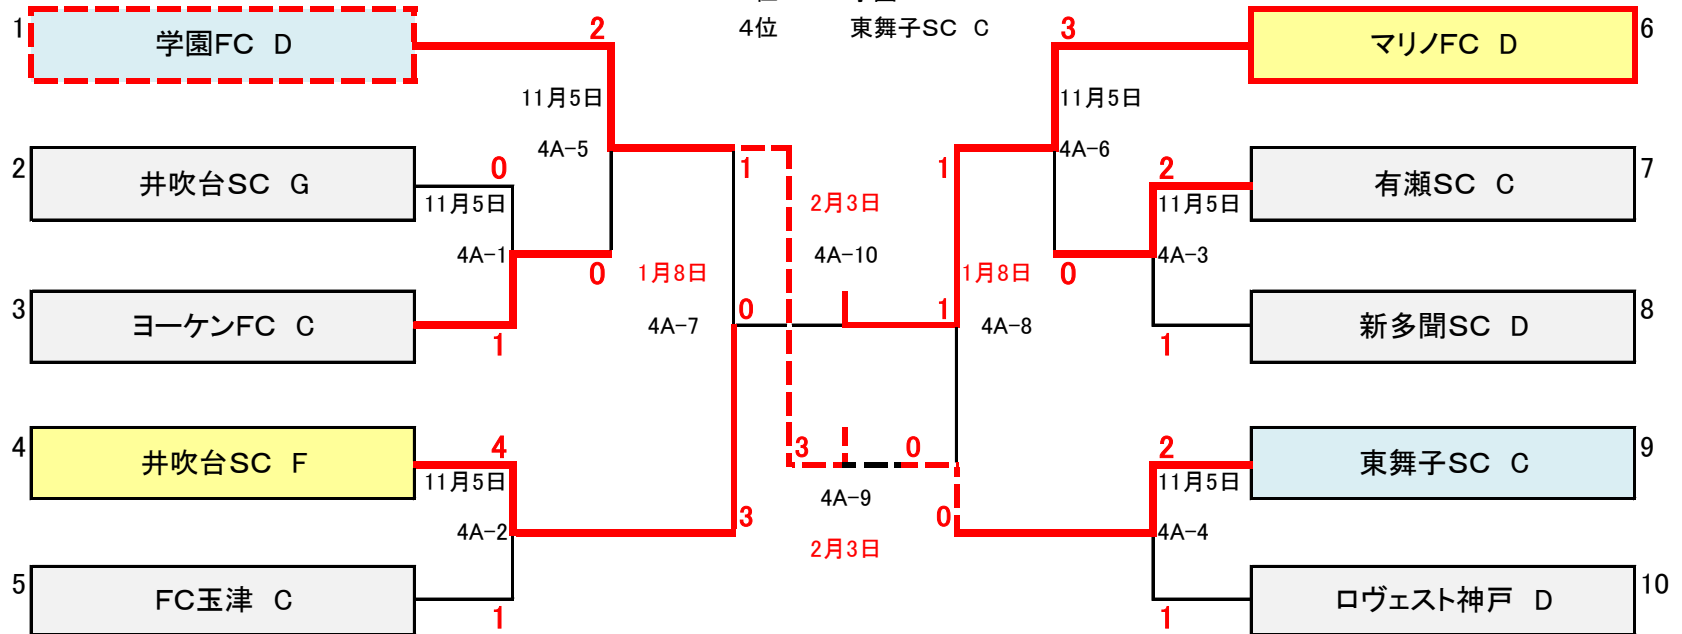 4位 東舞子SC C
1 学園FC D 2
3 マリノFC D 6
11月5日
11月5日
4A-5
4A-6
2 井吹台SC G 0
1
1
2 有瀬SC C 7
11月5日
2月3日
11月5日
4A-1
4A-10
4A-3
0
1月8日
1月8日
0
3 ヨーケンFC C 1
0
1
4A-7
4A-8
1 新多聞SC D 8
4 井吹台SC F 4
3
0
2 東舞子SC C 9
11月5日
4A-9
11月5日
4A-2
3
0
4A-4
2月3日
5 FC玉津 C 1
1 ロヴェスト神戸 D 10